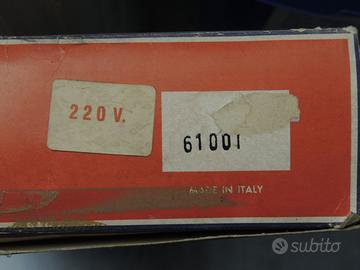 220 V.
61001
MADE IN ITALY
subito